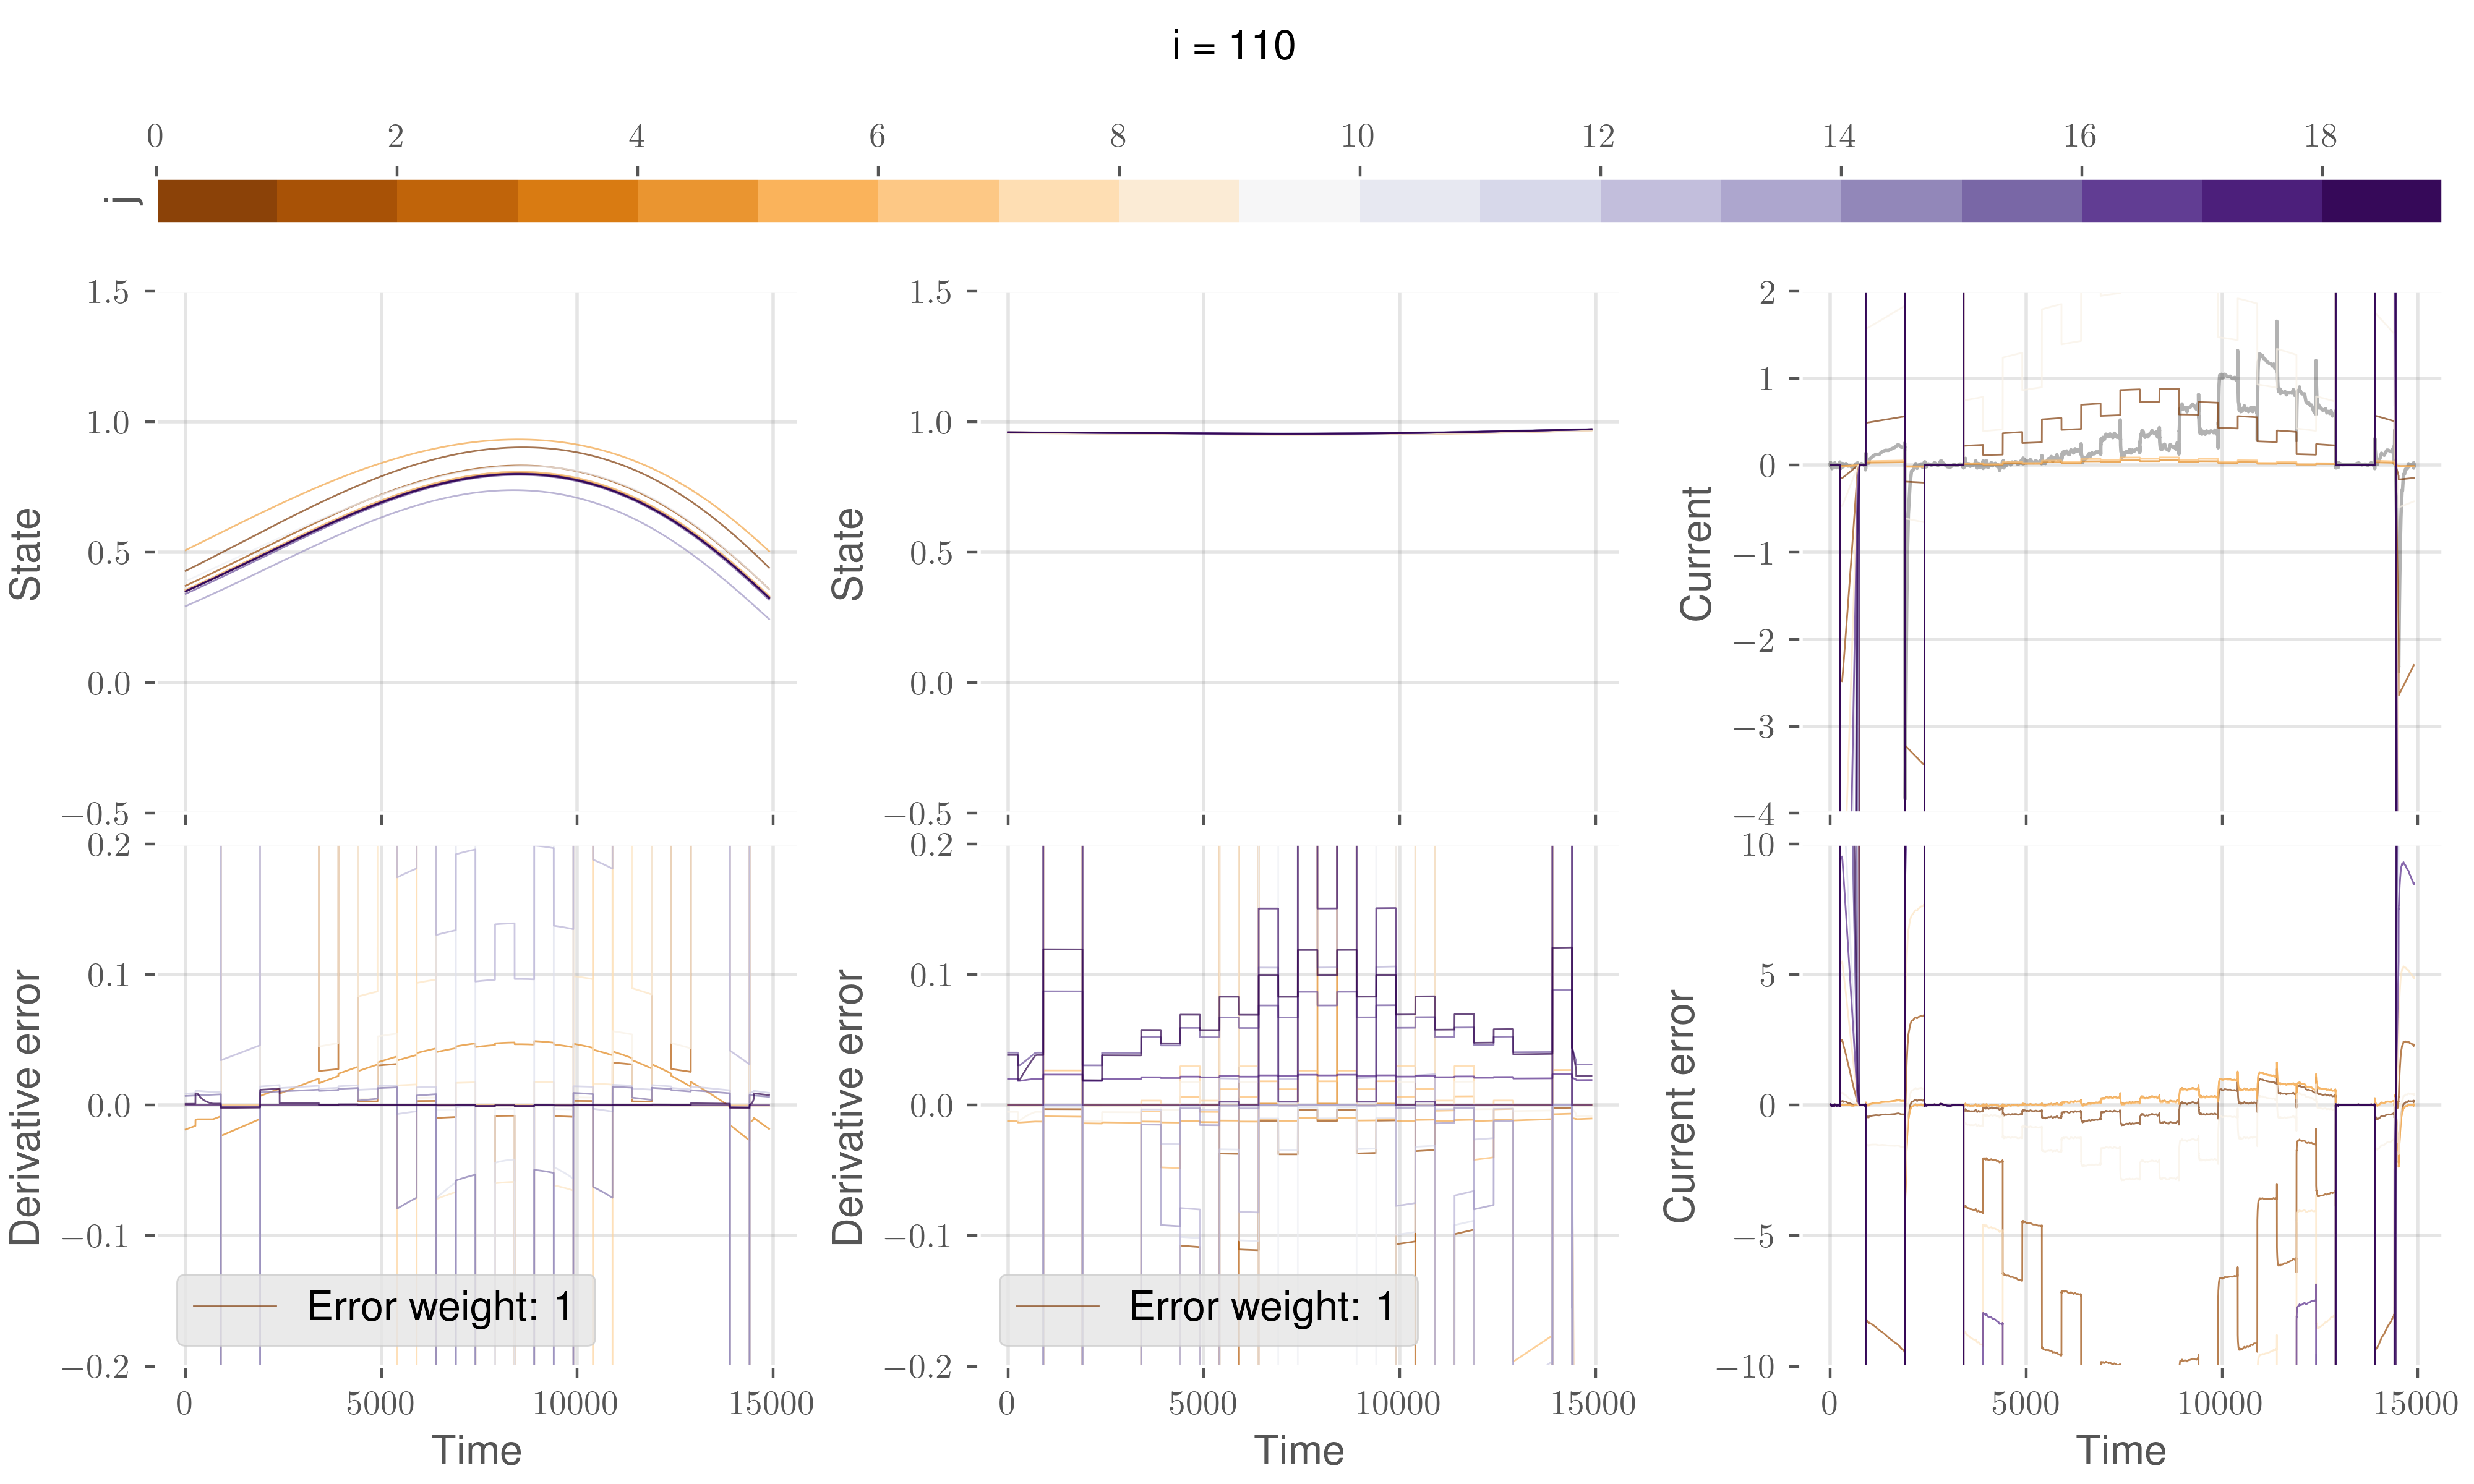 i = 110
0 2 4 6 8 10 12 14 16 18
j
1.5
1.0
0.5
0.0
−0.5
State
1.5
1.0
0.5
0.0
−0.5
State
2
1
0
−1
−2
−3
−4
Current
0.2
0.1
0.0
−0.1
−0.2
Derivative error
Error weight: 1
0 5000 10000 15000
Time
0.2
0.1
0.0
−0.1
−0.2
Derivative error
Error weight: 1
0 5000 10000 15000
Time
10
5
0
−5
−10
Current error
0 5000 10000 15000
Time